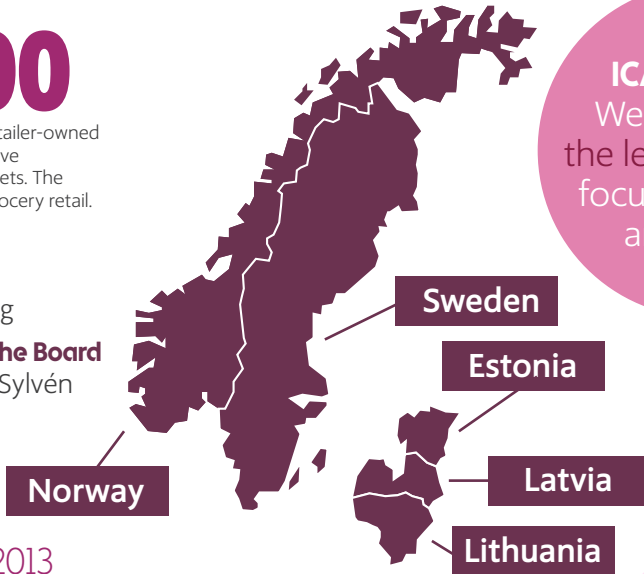 00
tailer-owned
ve
ets. The
ocery retail.
g
he Board
Sylvén
2013
ICA
We
the le
focu
a
Sweden
Estonia
Norway
Latvia
Lithuania